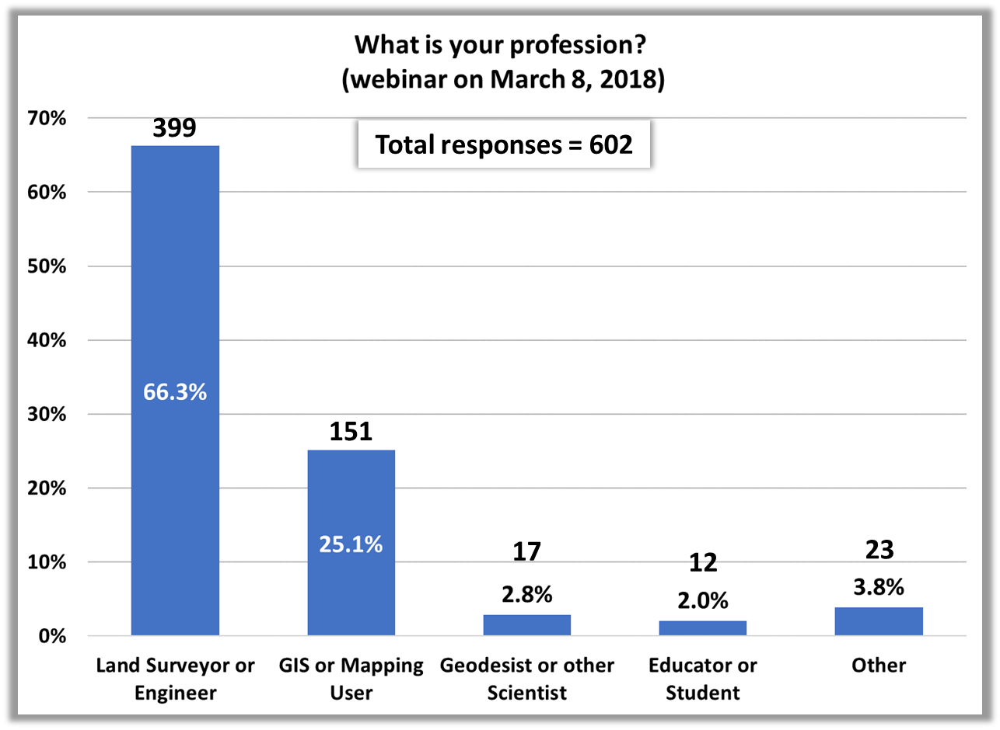 What is your profession?
(webinar on March 8, 2018)
Total responses = 602
70%
60%
50%
40%
30%
20%
10%
0%
399
66.3%
151
25.1%
17
2.8%
12
2.0%
23
3.8%
Land Surveyor or
Engineer
GIS or Mapping
User
Geodesist or other
Scientist
Educator or
Student
Other